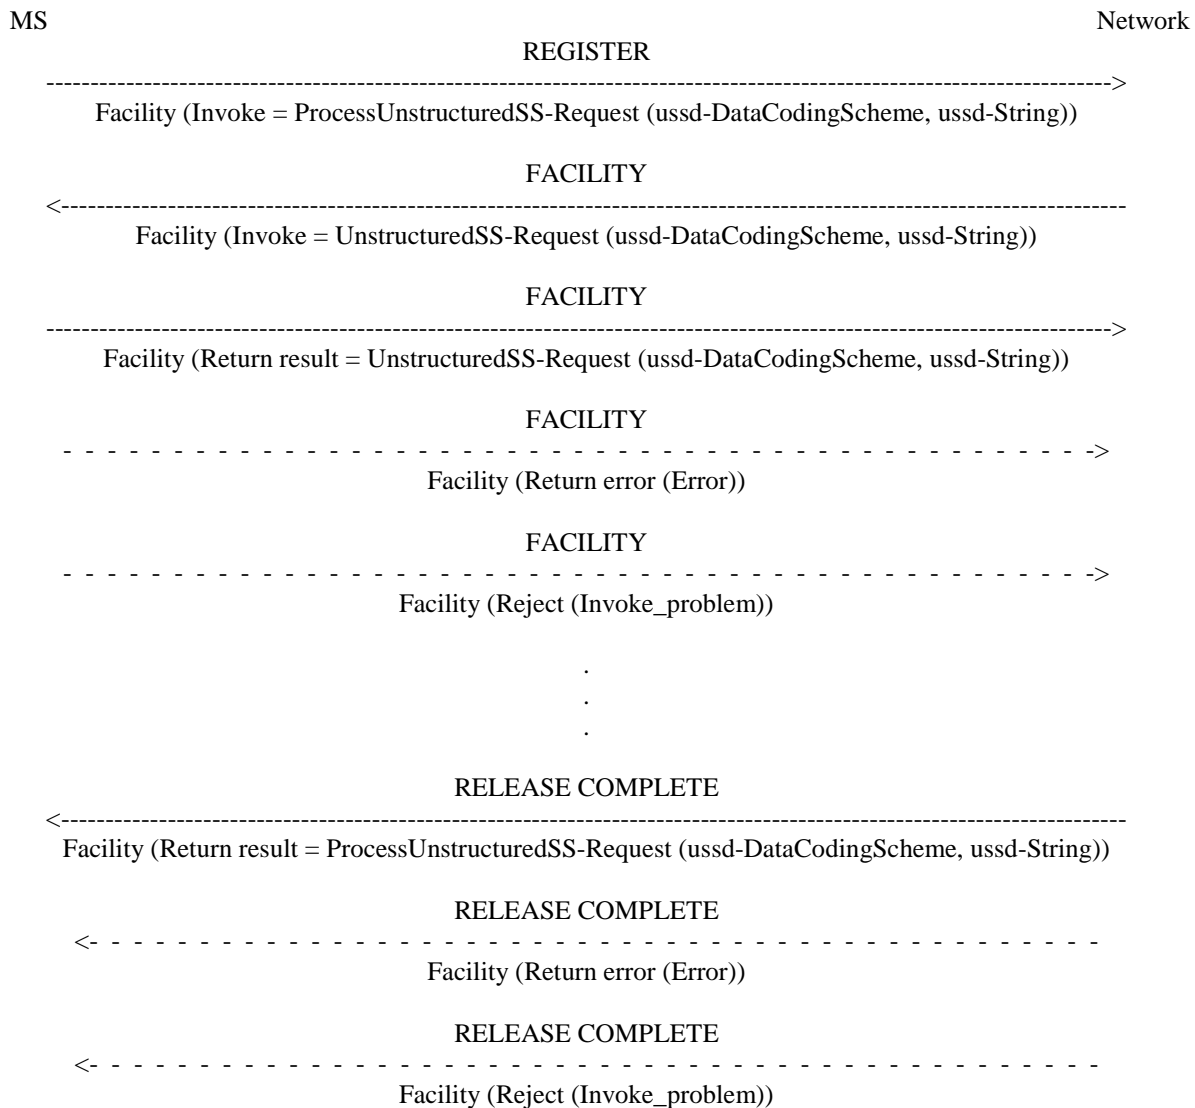 MS Network
REGISTER
------------------------------------------------------------------------------------------------------------------------>
Facility (Invoke = ProcessUnstructuredSS-Request (ussd-DataCodingScheme, ussd-String))
FACILITY
<------------------------------------------------------------------------------------------------------------------------
Facility (Invoke = UnstructuredSS-Request (ussd-DataCodingScheme, ussd-String))
FACILITY
------------------------------------------------------------------------------------------------------------------------>
Facility (Return result = UnstructuredSS-Request (ussd-DataCodingScheme, ussd-String))
FACILITY
- - - - - - - - - - - - - - - - - - - - - - - - - - - - - - - - - - - - - - - - - - - - - - - ->
Facility (Return error (Error))
FACILITY
- - - - - - - - - - - - - - - - - - - - - - - - - - - - - - - - - - - - - - - - - - - - - - - ->
Facility (Reject (Invoke_problem))
.
.
.
RELEASE COMPLETE
<------------------------------------------------------------------------------------------------------------------------
Facility (Return result = ProcessUnstructuredSS-Request (ussd-DataCodingScheme, ussd-String))
RELEASE COMPLETE
<- - - - - - - - - - - - - - - - - - - - - - - - - - - - - - - - - - - - - - - - - - - - - - -
Facility (Return error (Error))
RELEASE COMPLETE
<- - - - - - - - - - - - - - - - - - - - - - - - - - - - - - - - - - - - - - - - - - - - - - -
Facility (Reject (Invoke_problem))